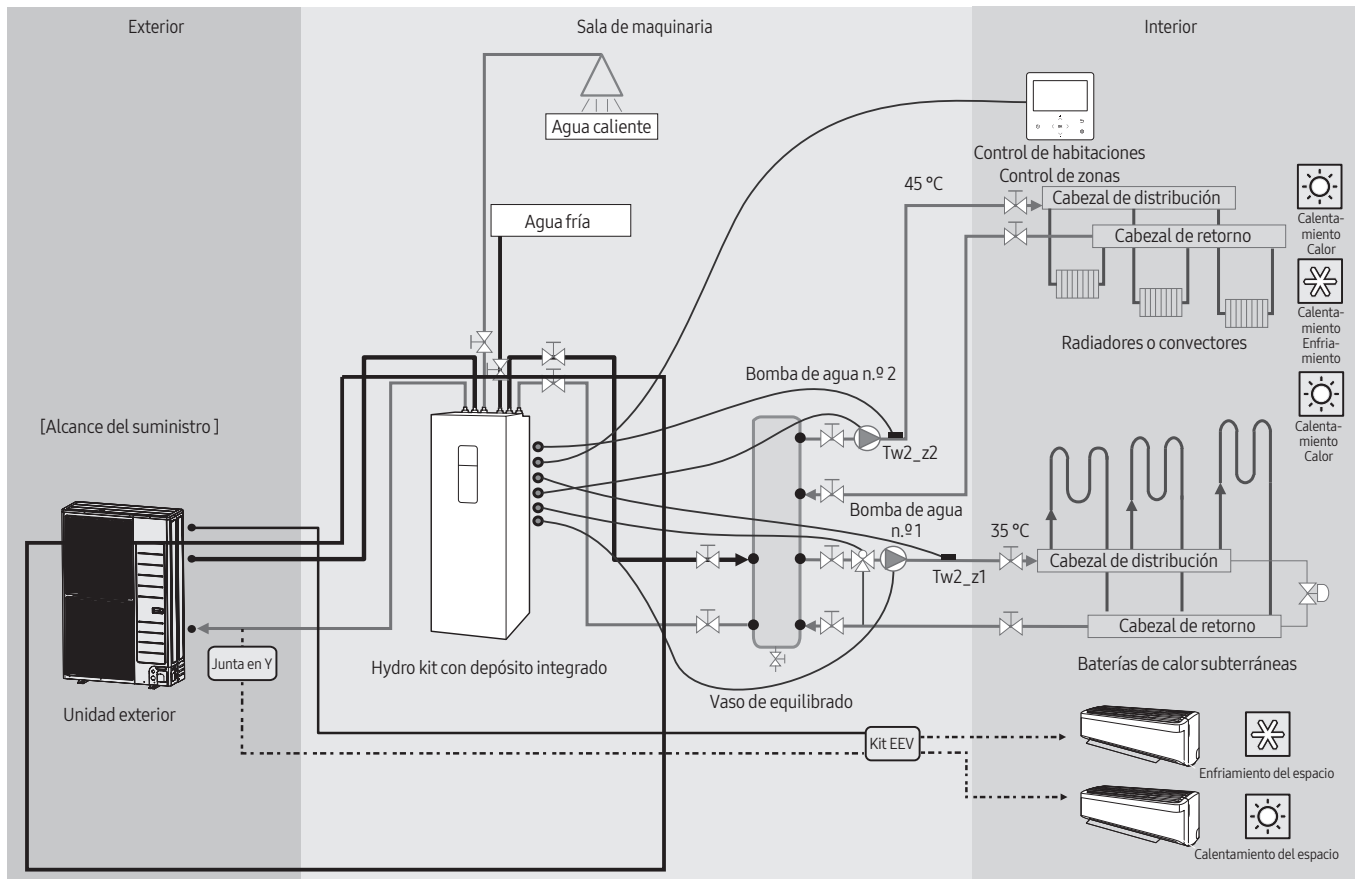 Exterior
Sala de maquinaria
Interior
Agua caliente
Control de habitaciones
Control de zonas
45 °C
Cabezal de distribución
Agua fría
Cabezal de retorno
Calenta-
miento
Calor
Calenta-
miento
Enfria-
miento
Radiadores o convectores
Bomba de agua n.º 2
[Alcance del suministro ]
Calenta-
miento
Calor
Tw2_z2
Bomba de agua
n.º 1
35 °C
Cabezal de distribución
Tw2_z1
Cabezal de retorno
Junta en Y
Hydro kit con depósito integrado
Baterías de calor subterráneas
Vaso de equilibrado
Unidad exterior
Kit EEV
Enfriamiento del espacio
Calentamiento del espacio